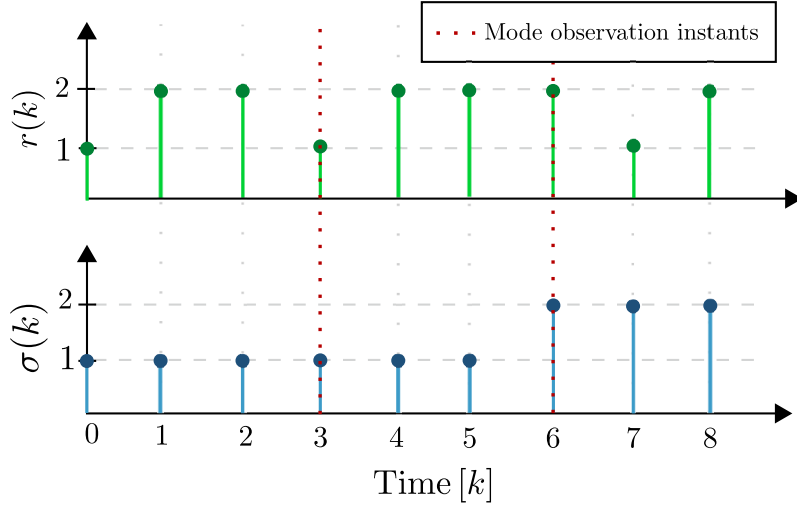 Mode observation instants
r(k)
2
1
σ(k)
2
1
0 1 2 3 4 5 6 7 8
Time [k]